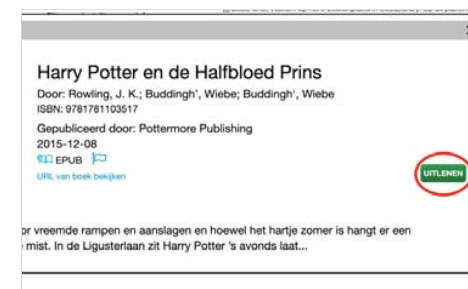 Harry Potter en de Halfbloed Prins
Door: Rowling, J. K.; Buddingh', Wiebe; Buddingh', Wiebe
ISBN: 9781781103517
Gepubliceerd door: Pottermore Publishing
2015-12-08
EPUB
URL van boek bekijken
UITLENEN
or vreemde rampen en aanslagen en hoewel het hartje zomer is hangt er een
mist. In de Ligusterlaan zit Harry Potter 's avonds laat...